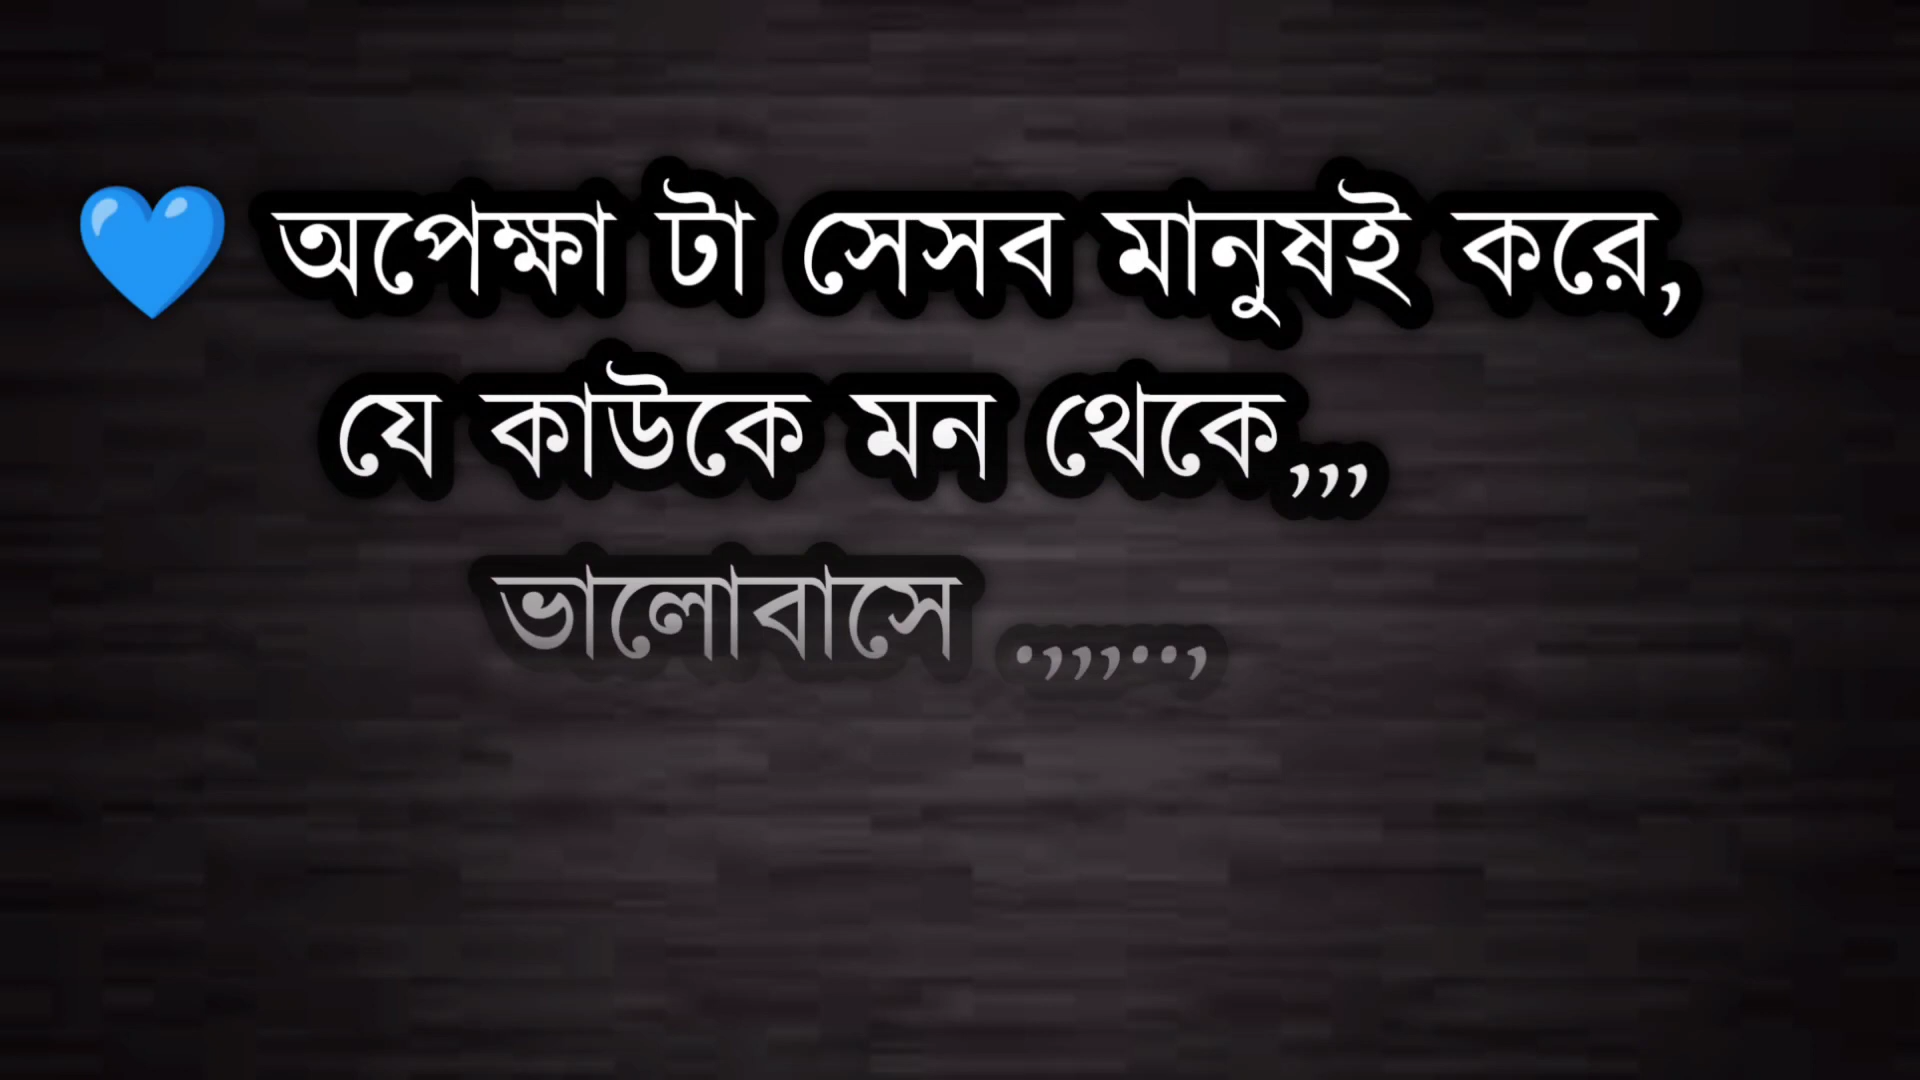 💙 অপেক্ষা টা সেসব মানুষই করে,
যে কাউকে মন থেকে,,,
ভালোবাসে .,,,..,